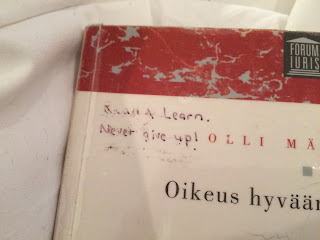 FORUM
IURIS
Read & Learn.
Never give up!
OLLI MÄ
Oikeus hyvään